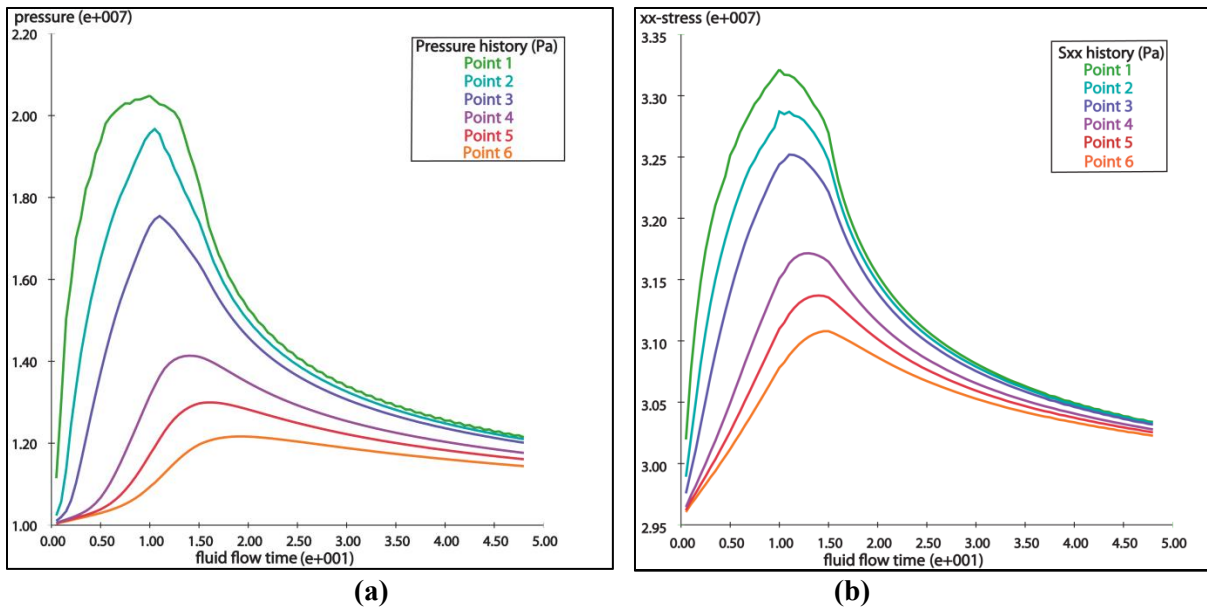 pressure (e+007)
2.20
2.00
1.80
1.60
1.40
1.20
1.00
0.00 0.50 1.00 1.50 2.00 2.50 3.00 3.50 4.00 4.50 5.00
fluid flow time (e+001)
Pressure history (Pa)
Point 1
Point 2
Point 3
Point 4
Point 5
Point 6
(a)
xx-stress (e+007)
3.35
3.30
3.25
3.20
3.15
3.10
3.05
3.00
2.95
0.00 0.50 1.00 1.50 2.00 2.50 3.00 3.50 4.00 4.50 5.00
fluid flow time (e+001)
Sxx history (Pa)
Point 1
Point 2
Point 3
Point 4
Point 5
Point 6
(b)